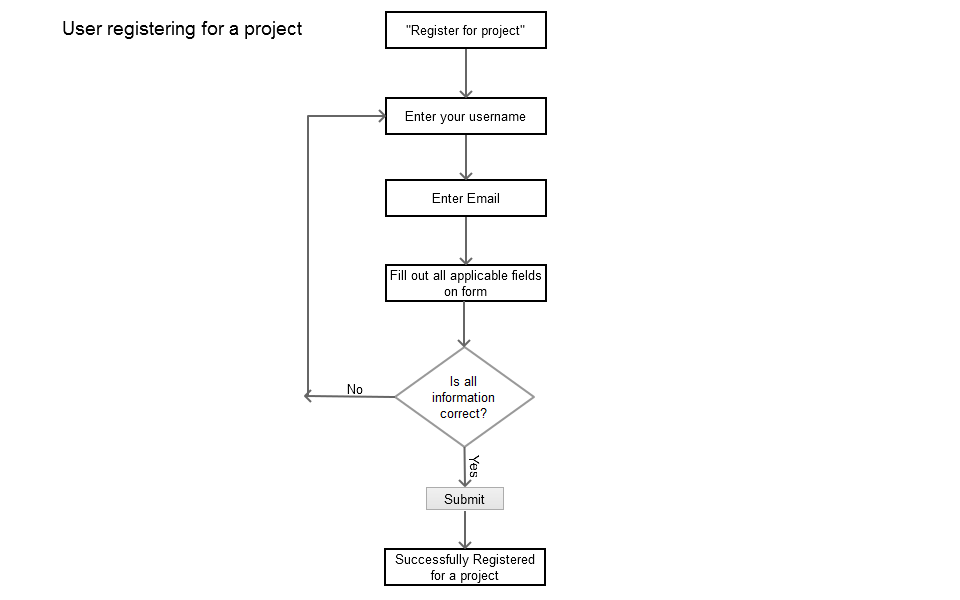 User registering for a project
"Register for project"
Enter your username
Enter Email
Fill out all applicable fields
on form
Is all
information
correct?
No
Yes
Submit
Successfully Registered
for a project